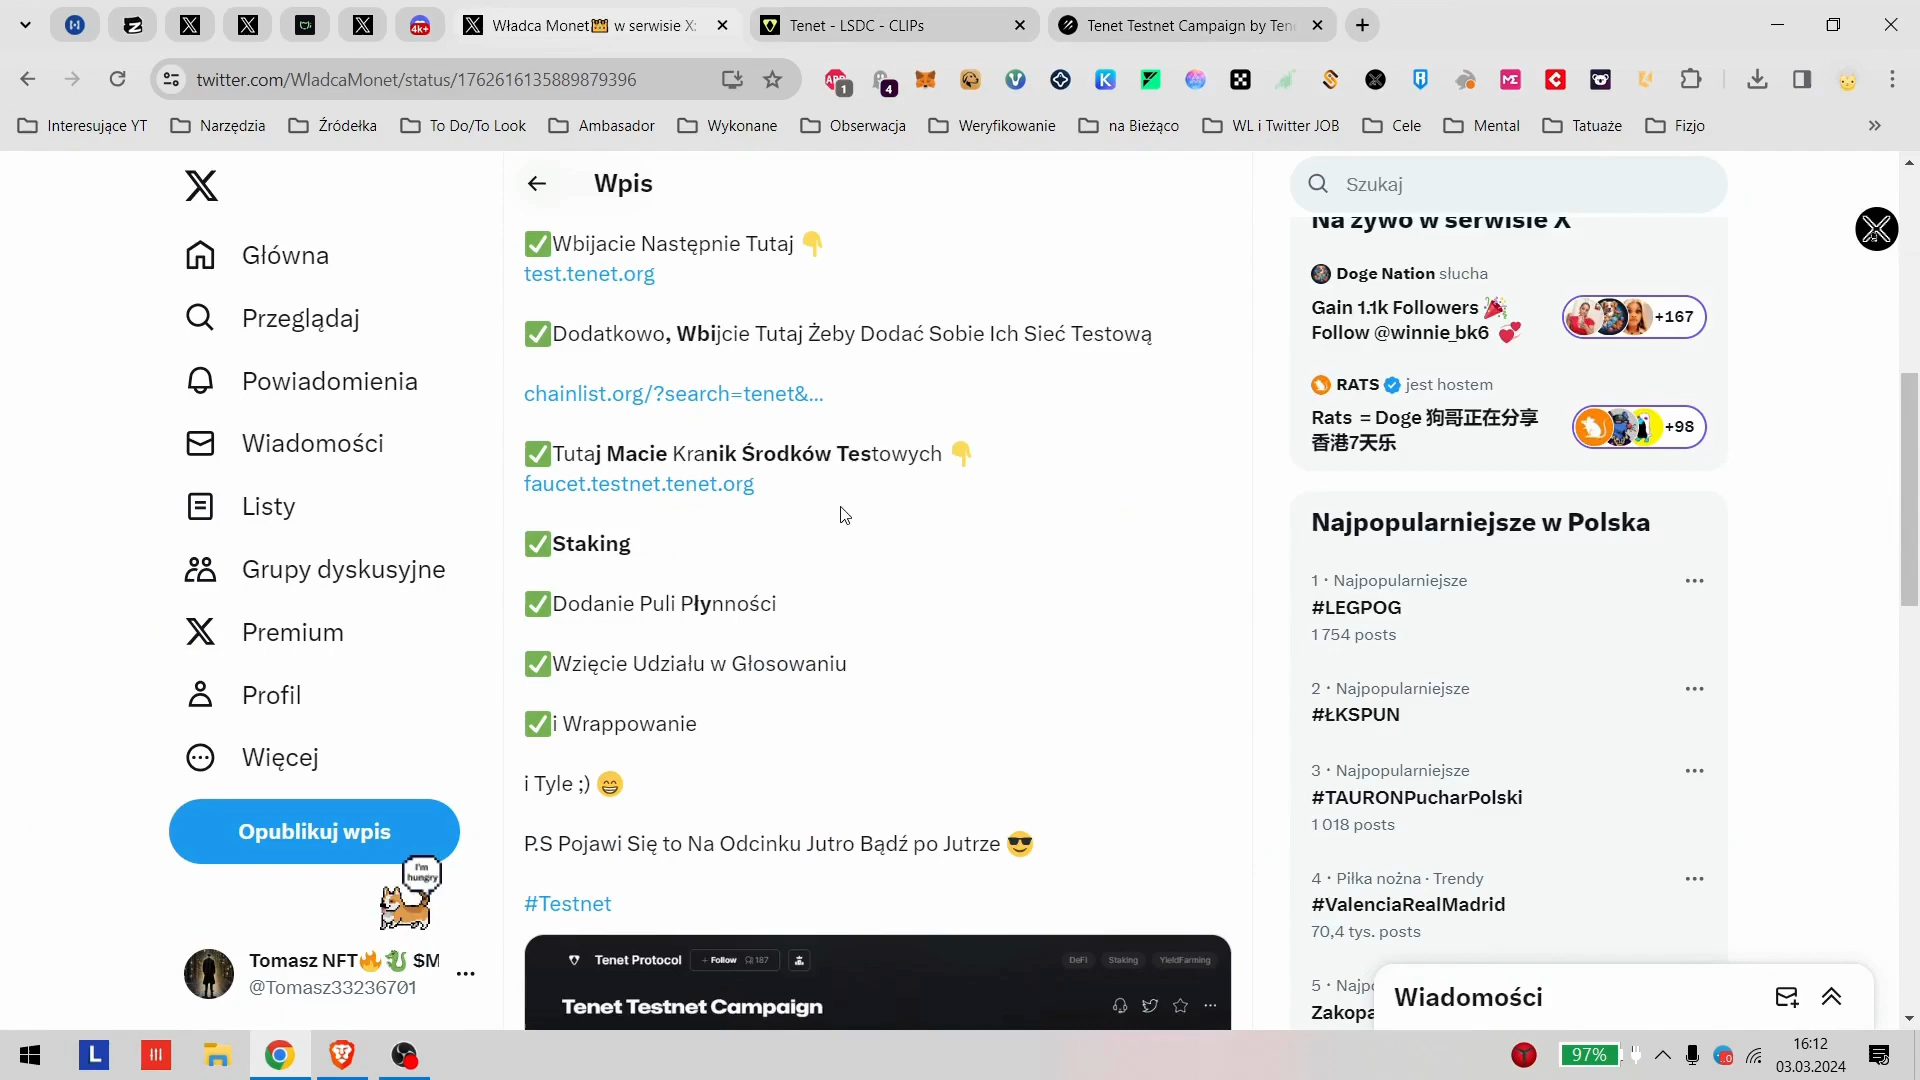 4k+
Władca Monet👑 w serwisie X:
Tenet - LSDC - CLIPs
Tenet Testnet Campaign by Ten
twitter.com/WladcaMonet/status/1762616135889879396
1
4
Interesujące YT
Narzędzia
Źródełka
To Do/To Look
Ambasador
Wykonane
Obserwacja
Weryfikowanie
na Bieżąco
WL i Twitter JOB
Cele
Mental
Tatuaże
Fizjo
»
Główna
Przeglądaj
Powiadomienia
Wiadomości
Listy
Grupy dyskusyjne
Premium
Profil
Więcej
Opublikuj wpis
I'm
hungry
Tomasz NFT🔥🐉 $M
@Tomasz33236701
Wpis
✅Wbijacie Następnie Tutaj 👇
test.tenet.org
✅Dodatkowo, Wbijcie Tutaj Żeby Dodać Sobie Ich Sieć Testową
chainlist.org/?search=tenet&…
✅Tutaj Macie Kranik Środków Testowych 👇
faucet.testnet.tenet.org
✅Staking
✅Dodanie Puli Płynności
✅Wzięcie Udziału w Głosowaniu
✅i Wrappowanie
i Tyle ;) 😁
P.S Pojawi Się to Na Odcinku Jutro Bądź po Jutrze 😎
#Testnet
Tenet Protocol
+ Follow 187
DeFi
Staking
YieldFarming
Tenet Testnet Campaign
Szukaj
Na żywo w serwisie X
Doge Nation słucha
Gain 1.1k Followers 🎉
Follow @winnie_bk6 💞
+167
RATS jest hostem
Rats =Doge 狗哥正在分享
香港7天乐
+98
Najpopularniejsze w Polska
1 · Najpopularniejsze
#LEGPOG
1 754 posts
2 · Najpopularniejsze
#ŁKSPUN
3 · Najpopularniejsze
#TAURONPucharPolski
1 018 posts
4 · Piłka nożna · Trendy
#ValenciaRealMadrid
70,4 tys. posts
5 · Najp
Zakopa
Wiadomości
97%
16:12
03.03.2024